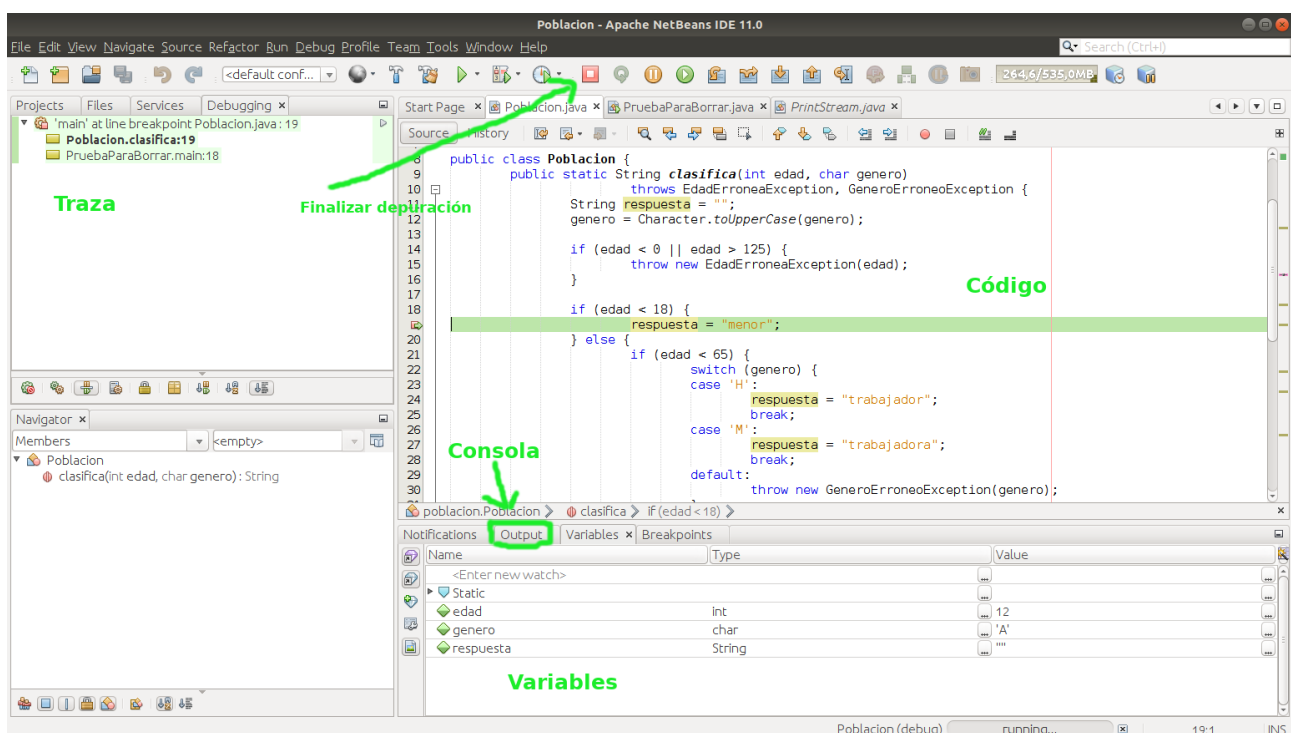 Poblacion - Apache NetBeans IDE 11.0
File Edit View Navigate Source Refactor Run Debug Profile Team Tools Window Help
Search (Ctrl+I)
<default conf...
264,6/535,0MB
Projects Files Services Debugging
Start Page Poblacion.java PruebaParaBorrar.java PrintStream.java
'main' at line breakpoint Poblacion.java : 19
Poblacion.clasifica:19
PruebaParaBorrar.main:18
Traza
Finalizar depuración
Source History
8 public class Poblacion {
9 public static String clasifica(int edad, char genero)
10 throws EdadErroneaException, GeneroErroneoException {
11 String respuesta = "";
12 genero = Character.toUpperCase(genero);
13
14 if (edad < 0 || edad > 125) {
15 throw new EdadErroneaException(edad);
16 }
17
18 if (edad < 18) {
respuesta = "menor";
20 } else {
21 if (edad < 65) {
22 switch (genero) {
23 case 'H':
24 respuesta = "trabajador";
25 break;
26 case 'M':
27 respuesta = "trabajadora";
28 break;
29 default:
30 throw new GeneroErroneoException(genero);
Código
Consola
poblacion.Poblacion clasifica if (edad < 18)
Navigator
Members <empty>
Poblacion
clasifica(int edad, char genero) : String
Notifications Output Variables Breakpoints
Name Type Value
<Enter new watch>
Static
edad int 12
genero char 'A'
respuesta String ""
Variables
Poblacion (debug) running... 19:1 INS